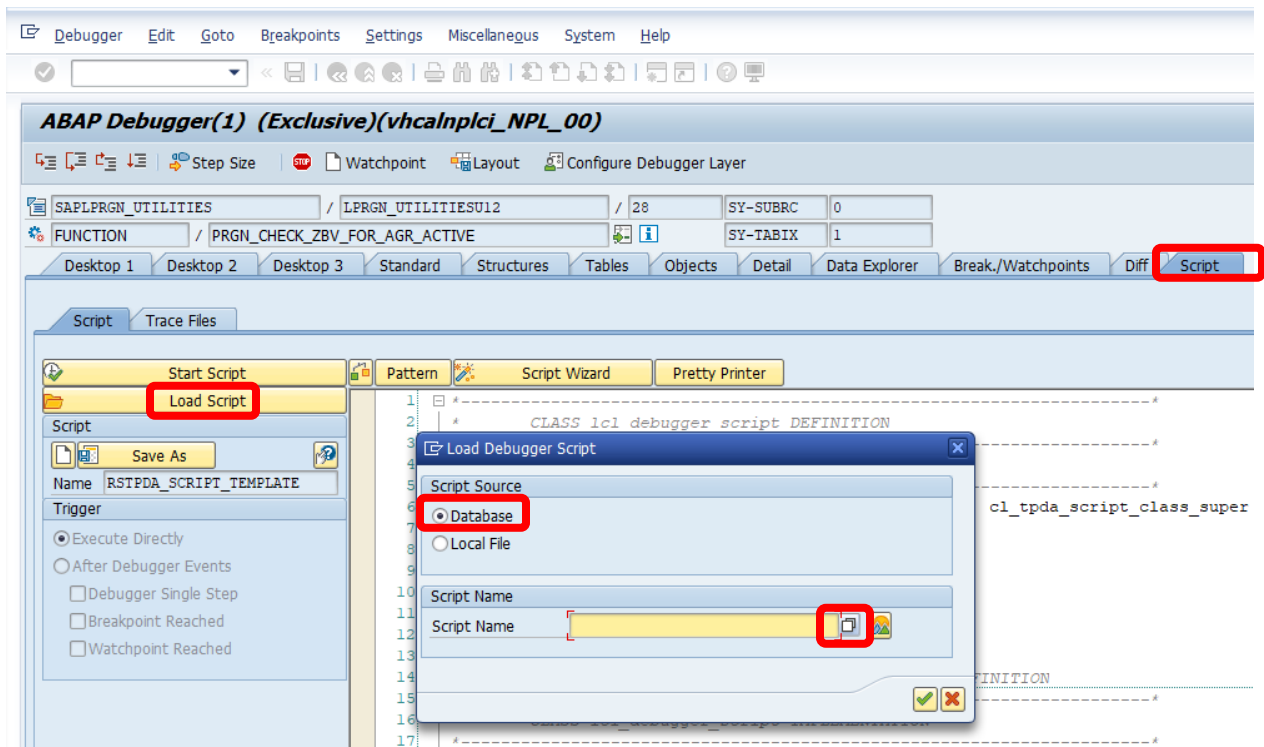 Debugger Edit Goto Breakpoints Settings Miscellaneous System Help
ABAP Debugger(1) (Exclusive)(vhcalnplci_NPL_00)
Step Size STOP Watchpoint Layout Configure Debugger Layer
SAPLPRGN_UTILITIES / LPRGN_UTILITIESU12 / 28 SY-SUBRC 0
FUNCTION / PRGN_CHECK_ZBV_FOR_AGR_ACTIVE SY-TABIX 1
Desktop 1 Desktop 2 Desktop 3 Standard Structures Tables Objects Detail Data Explorer Break./Watchpoints Diff Script
Script Trace Files
Start Script Pattern Script Wizard Pretty Printer
Load Script
Script
Save As
Name RSTPDA_SCRIPT_TEMPLATE
Trigger
Execute Directly
After Debugger Events
Debugger Single Step
Breakpoint Reached
Watchpoint Reached
1 *---------------------------------------------------------------------*
2 * CLASS lcl_debugger_script DEFINITION
3 ---------------------*
4
5 ---------------------*
6 cl_tpda_script_class_super
7
8
9
10
11
12
13
14 FINITION
15 ---------------------*
16 CLASS lcl_debugger_script IMPLEMENTATION
17 *---------------------------------------------------------------------*
Load Debugger Script
Script Source
Database
Local File
Script Name
Script Name